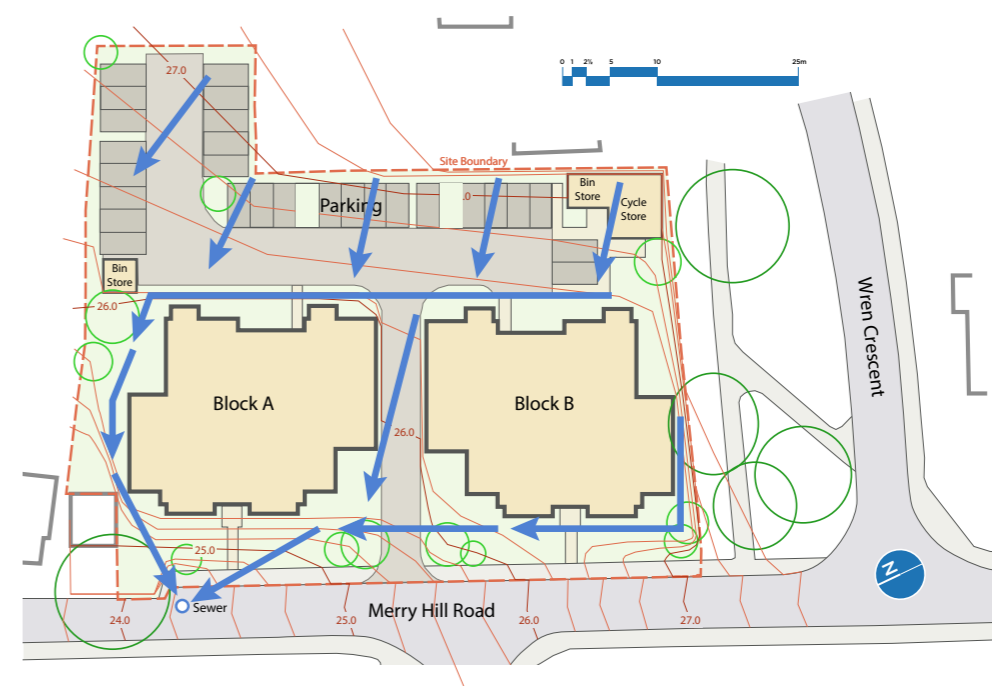 0 1 2½ 5 10 25m
27.0
Site Boundary
Bin
Store
Cycle
Store
Parking
.0
Bin
Store
26.0
Wren Crescent
Block A
Block B
26.0
25.0
N
Sewer
Merry Hill Road
24.0
25.0
26.0
27.0